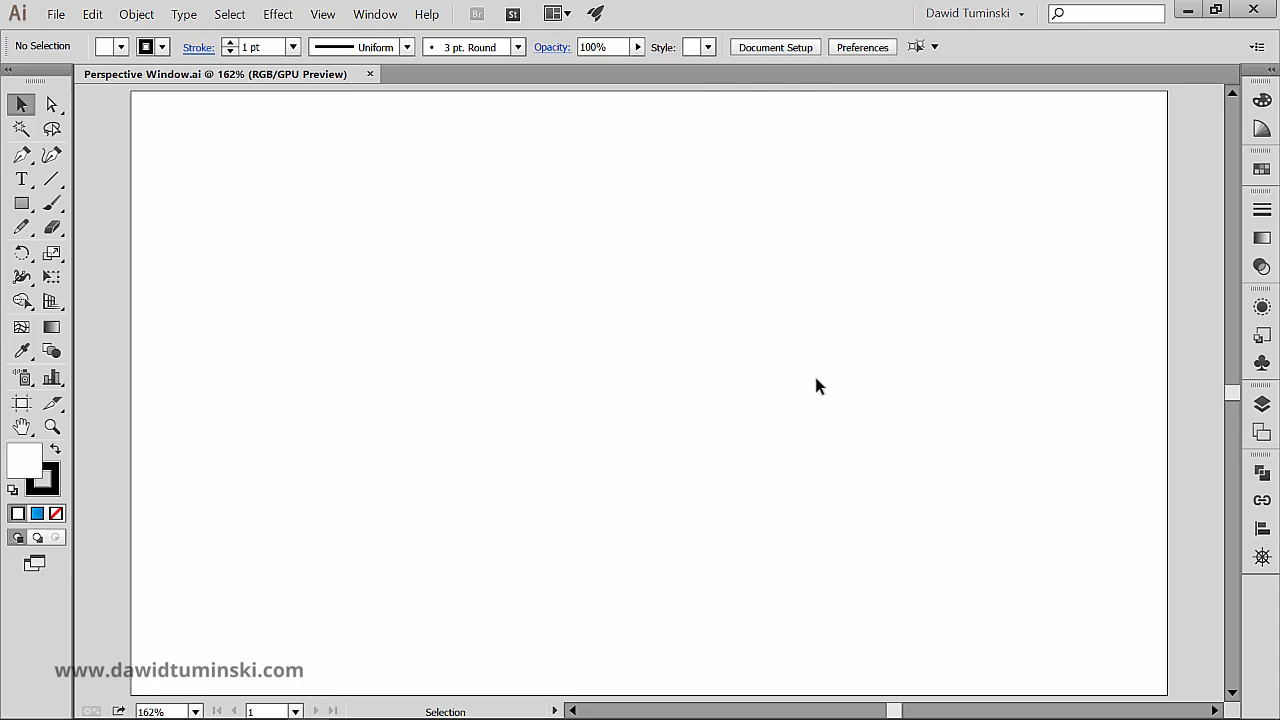 Ai File Edit Object Type Select Effect View Window Help Br St Dawid Tuminski
No Selection Stroke: 1 pt Uniform 3 pt. Round Opacity: 100% Style: Document Setup Preferences
Perspective Window.ai @ 162% (RGB/GPU Preview)
T
www.dawidtuminski.com
162% 1 Selection